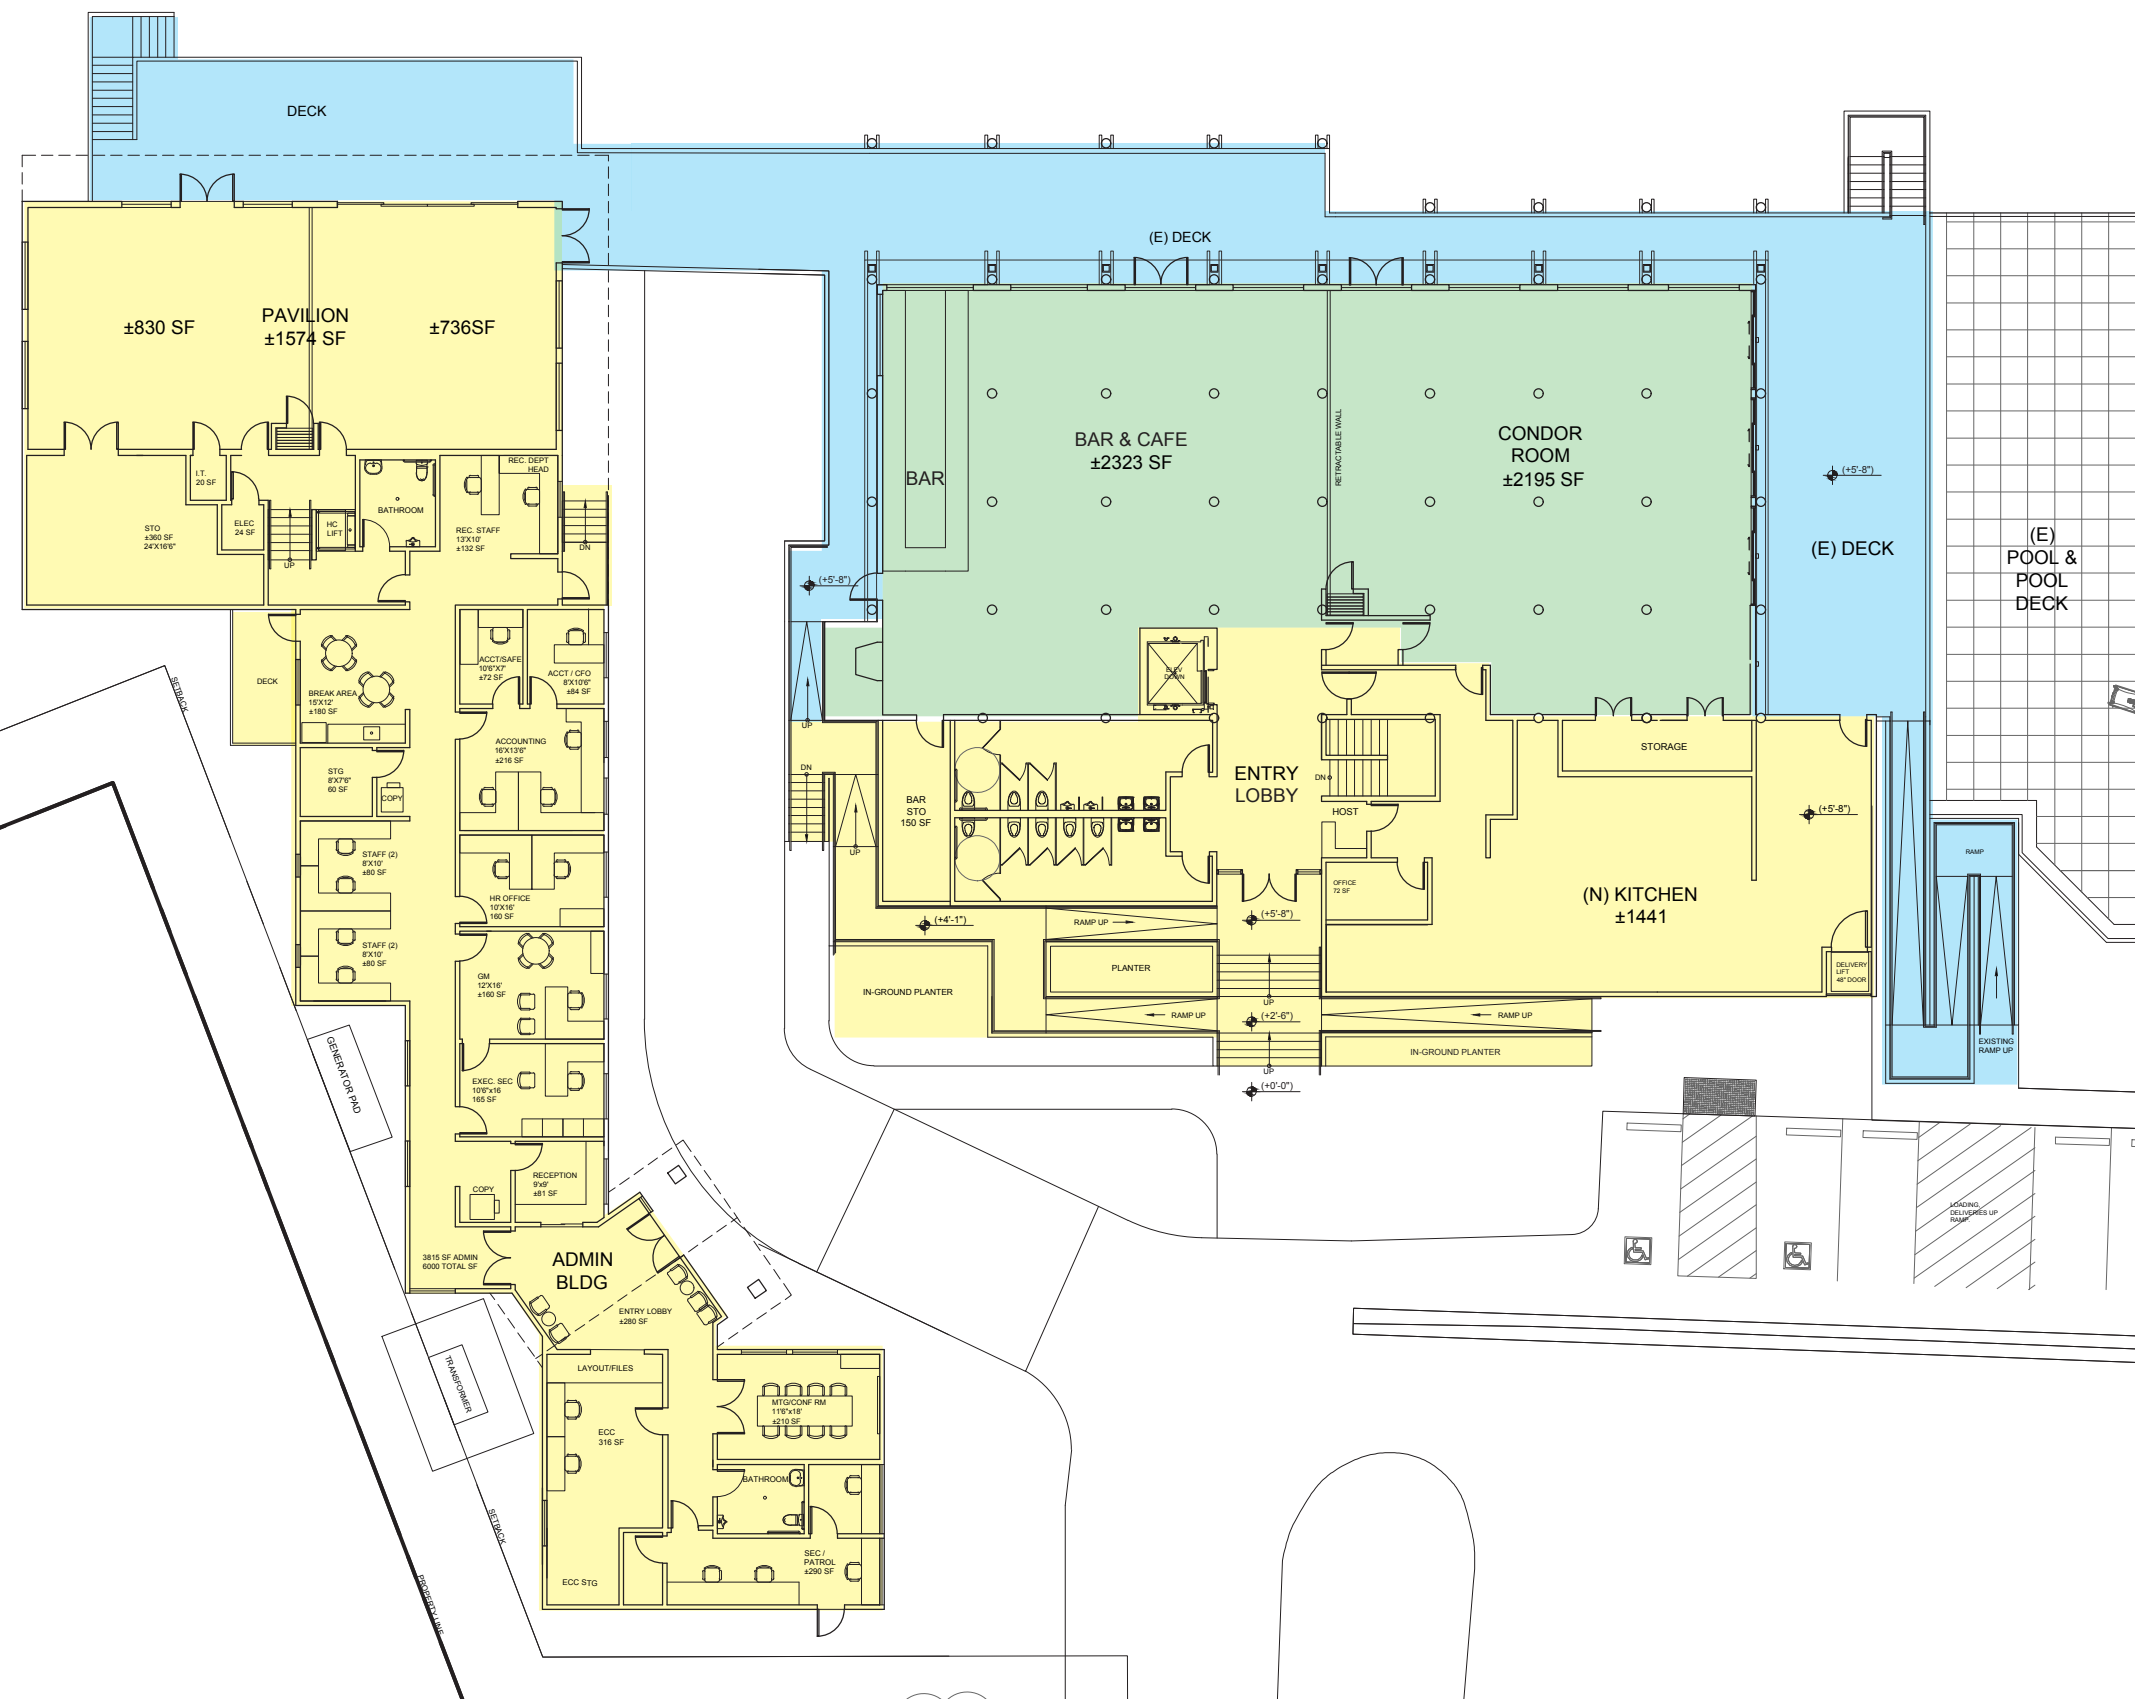 DECK
(E) DECK
PAVILION
±1574 SF
±830 SF
±736SF
REC. DEPT
HEAD
I.T.
20 SF
BATHROOM
STO
±360 SF
24'X16'6"
ELEC
24 SF
HC
LIFT
REC. STAFF
13'X10'
±132 SF
UP
DN
BAR
BAR & CAFE
±2323 SF
RETRACTABLE WALL
CONDOR
ROOM
±2195 SF
(+5'-8")
(E) DECK
(E)
POOL &
POOL
DECK
(+5'-8")
DECK
BREAK AREA
15'X12'
±180 SF
ACCT/SAFE
10'6"X7'
±72 SF
ACCT / CFO
8'X10'6"
±84 SF
SETBACK
ELEV
DOWN
UP
ACCOUNTING
16'X13'6"
±216 SF
STG
8'X7'6"
60 SF
COPY
DN
UP
BAR
STO
150 SF
ENTRY
LOBBY
DN
HOST
STORAGE
(+5'-8")
STAFF (2)
8'X10'
±80 SF
HR OFFICE
10'X16'
160 SF
OFFICE
72 SF
(N) KITCHEN
±1441
RAMP
STAFF (2)
8'X10'
±80 SF
(+4'-1")
RAMP UP
(+5'-8")
GM
12'X16'
±160 SF
IN-GROUND PLANTER
PLANTER
UP
DELIVERY
LIFT
48" DOOR
RAMP UP
(+2'-6")
RAMP UP
EXISTING
RAMP UP
IN-GROUND PLANTER
UP
(+0'-0")
GENERATOR PAD
EXEC. SEC
10'6"x16
165 SF
RECEPTION
9'x9'
±81 SF
COPY
LOADING,
DELIVERIES UP
RAMP
3815 SF ADMIN
6000 TOTAL SF
ADMIN
BLDG
ENTRY LOBBY
±280 SF
TRANSFORMER
LAYOUT/FILES
MTG/CONF RM
11'6"x18'
±210 SF
ECC
316 SF
BATHROOM
SETBACK
SEC /
PATROL
±290 SF
ECC STG
PROPERTY LINE